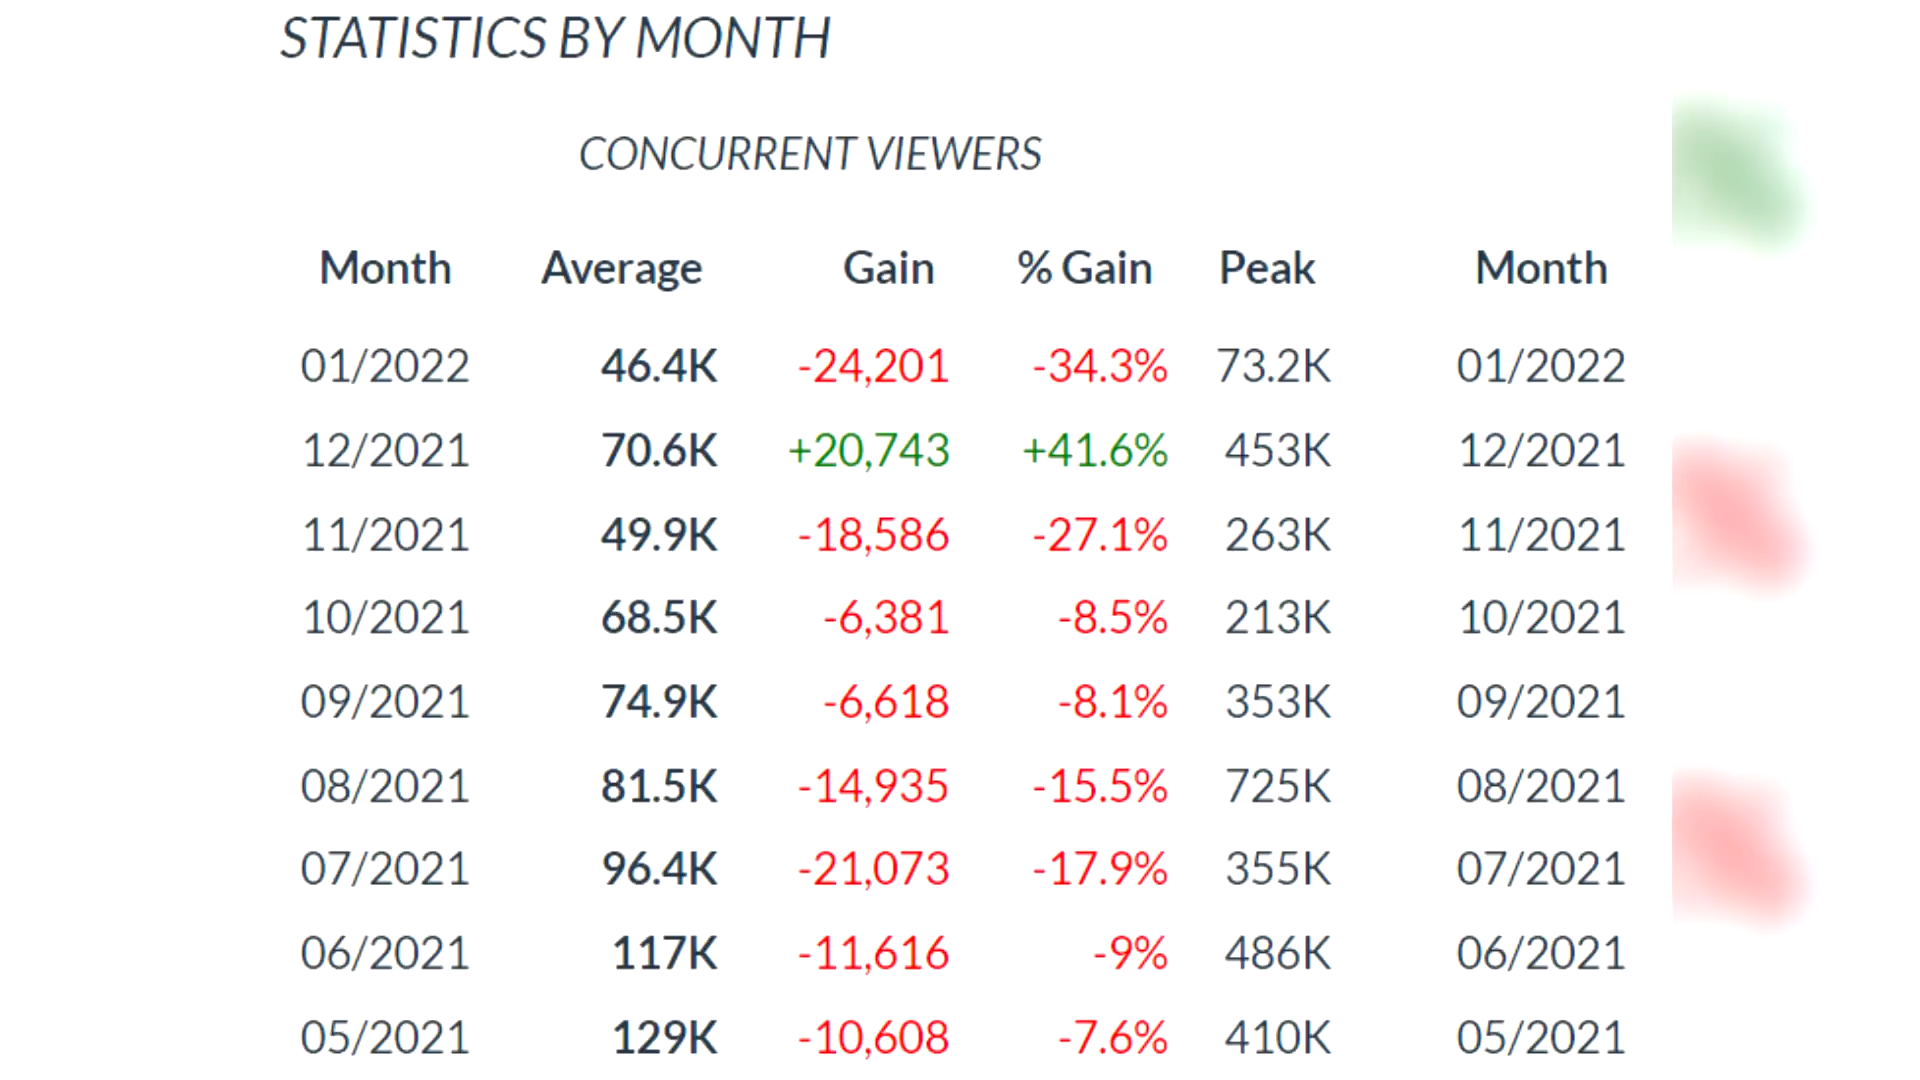 STATISTICS BY MONTH
CONCURRENT VIEWERS
Month Average Gain % Gain Peak Month
01/2022 46.4K -24,201 -34.3% 73.2K 01/2022
12/2021 70.6K +20,743 +41.6% 453K 12/2021
11/2021 49.9K -18,586 -27.1% 263K 11/2021
10/2021 68.5K -6,381 -8.5% 213K 10/2021
09/2021 74.9K -6,618 -8.1% 353K 09/2021
08/2021 81.5K -14,935 -15.5% 725K 08/2021
07/2021 96.4K -21,073 -17.9% 355K 07/2021
06/2021 117K -11,616 -9% 486K 06/2021
05/2021 129K -10,608 -7.6% 410K 05/2021